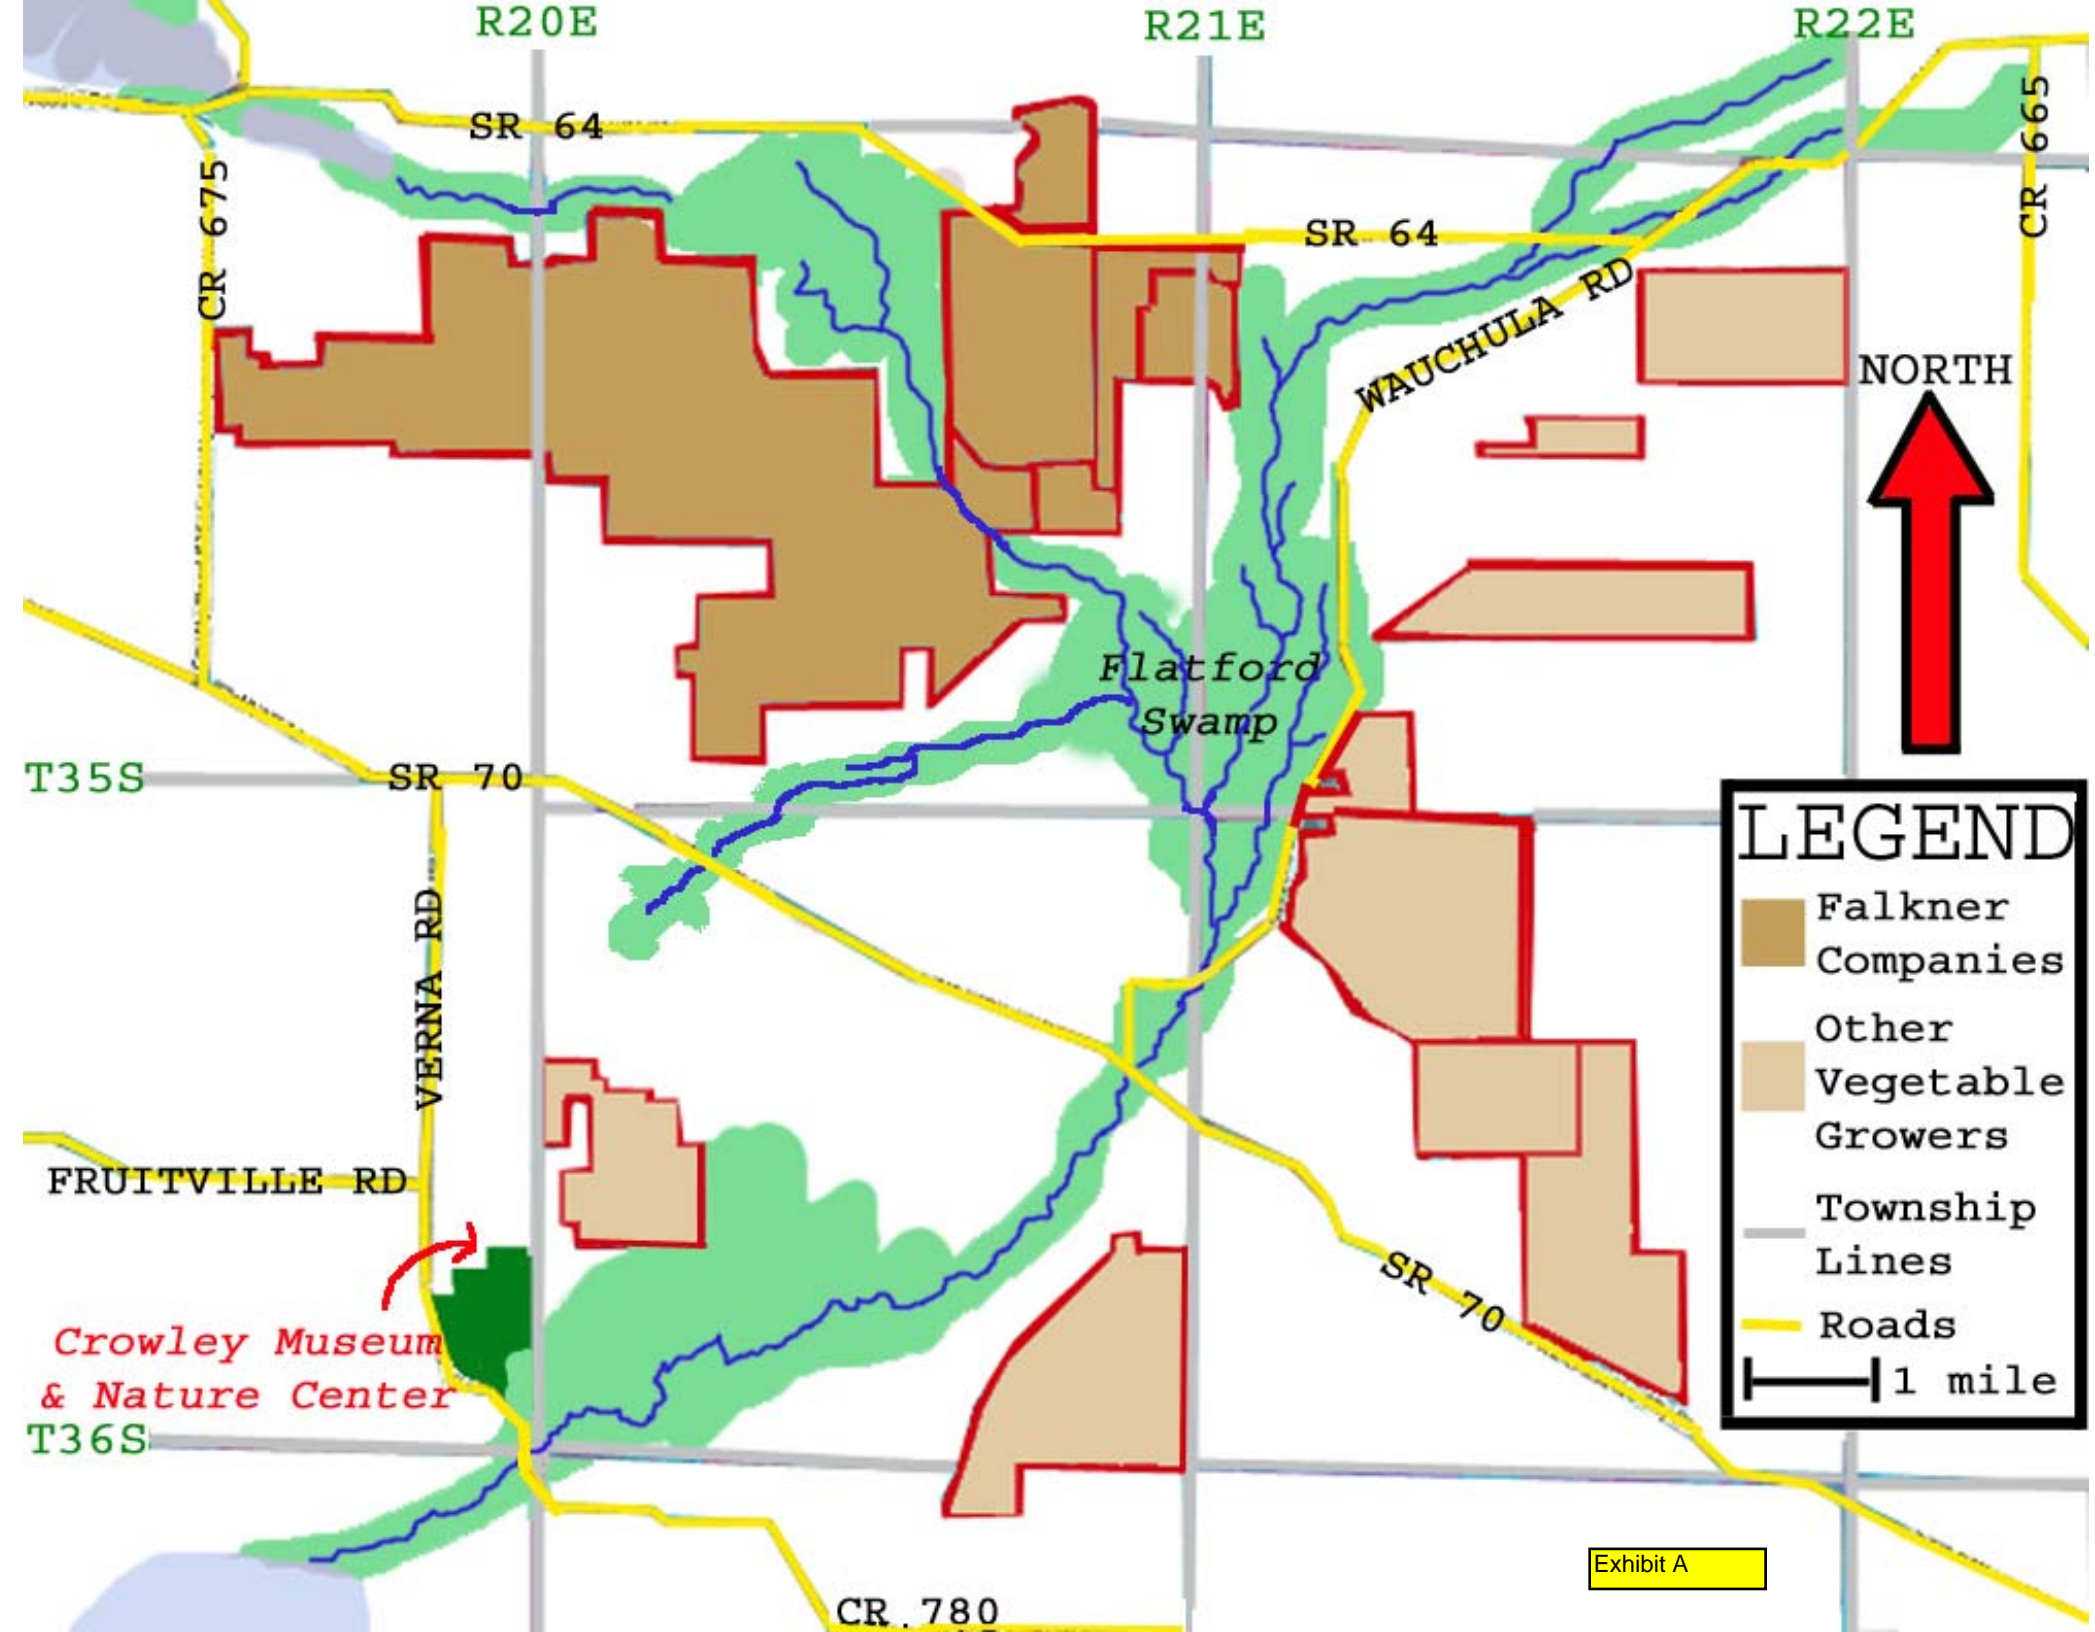 R20E
R21E
R22E
SR 64
CR 665
CR 675
SR 64
WAUCHULA RD
NORTH
Flatford
Swamp
T35S
SR 70
LEGEND
Falkner
Companies
Other
Vegetable
Growers
Township
Lines
Roads
1 mile
VERNA RD
FRUITVILLE RD
SR 70
Crowley Museum
& Nature Center
T36S
Exhibit A
CR 780